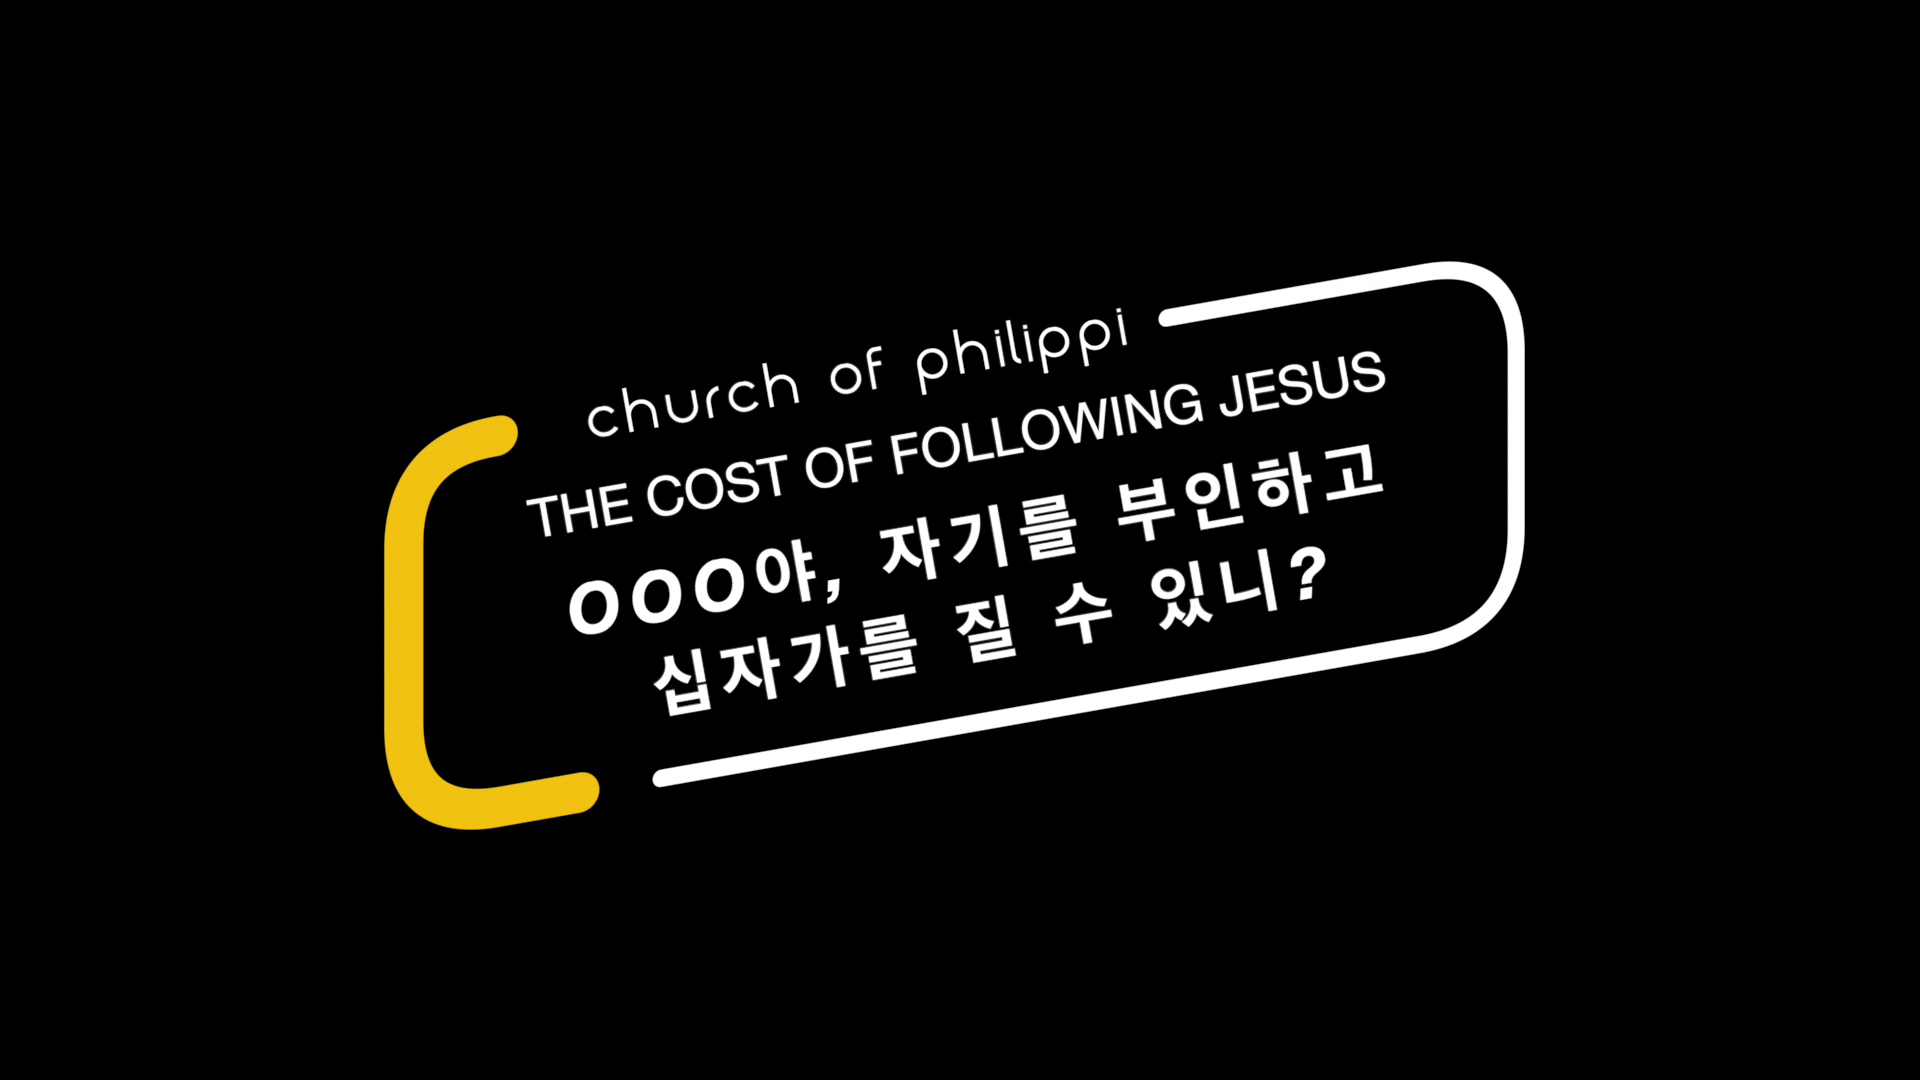 church of philippi
THE COST OF FOLLOWING JESUS
OOO야, 자기를 부인하고
십자가를 질 수 있니?